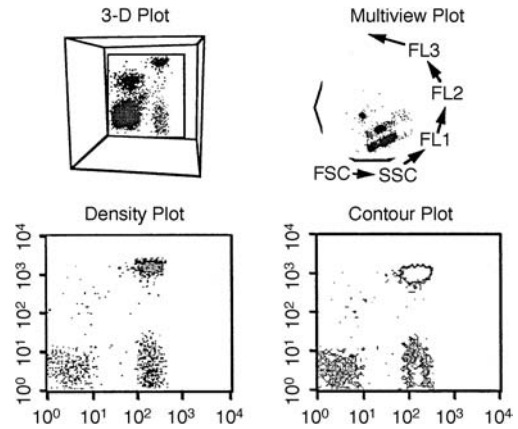 3-D Plot
Multiview Plot
FL3
FL2
FL1
FSC
SSC
Density Plot
Contour Plot
10⁴
10³
10²
10¹
10⁰
10⁰
10¹
10²
10³
10⁴
10⁴
10³
10²
10¹
10⁰
10⁰
10¹
10²
10³
10⁴